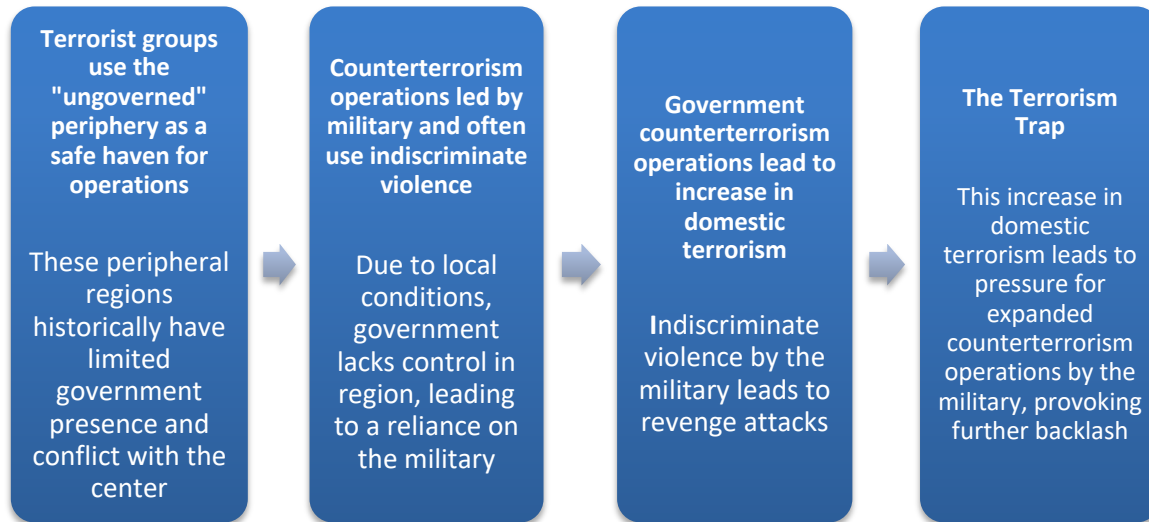 Terrorist groups
use the
"ungoverned"
periphery as a
safe haven for
operations
These peripheral
regions
historically have
limited
government
presence and
conflict with the
center
Counterterrorism
operations led by
military and often
use indiscriminate
violence
Due to local
conditions,
government
lacks control in
region, leading
to a reliance on
the military
Government
counterterrorism
operations lead to
increase in
domestic
terrorism
Indiscriminate
violence by the
military leads to
revenge attacks
The Terrorism
Trap
This increase in
domestic
terrorism leads to
pressure for
expanded
counterterrorism
operations by the
military, provoking
further backlash